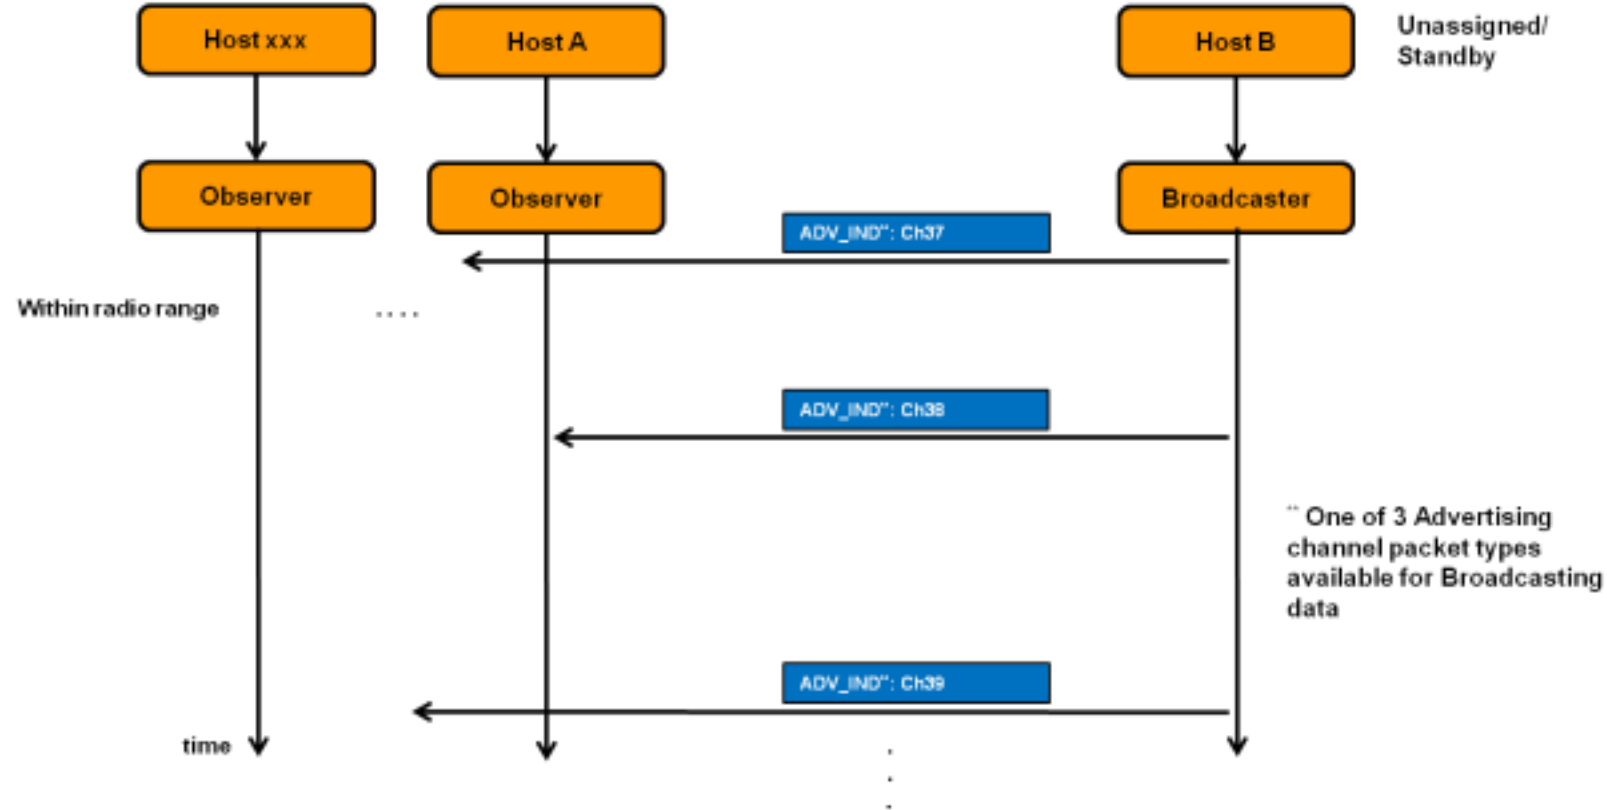 Host xxx
Host A
Host B
Unassigned/
Standby
Observer
Observer
Broadcaster
ADV_IND**: Ch37
Within radio range
. . . .
ADV_IND**: Ch38
** One of 3 Advertising
channel packet types
available for Broadcasting
data
ADV_IND**: Ch39
time